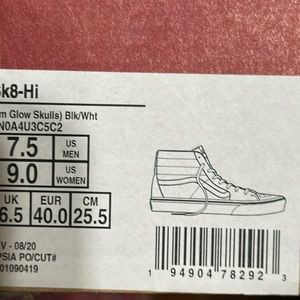 k8-Hi
m Glow Skulls) Blk/Wht
N0A4U3C5C2
7.5 US MEN
9.0 US WOMEN
UK EUR CM
6.5 40.0 25.5
V - 08/20
PSIA PO/CUT#
01090419
1 94904 78292 3